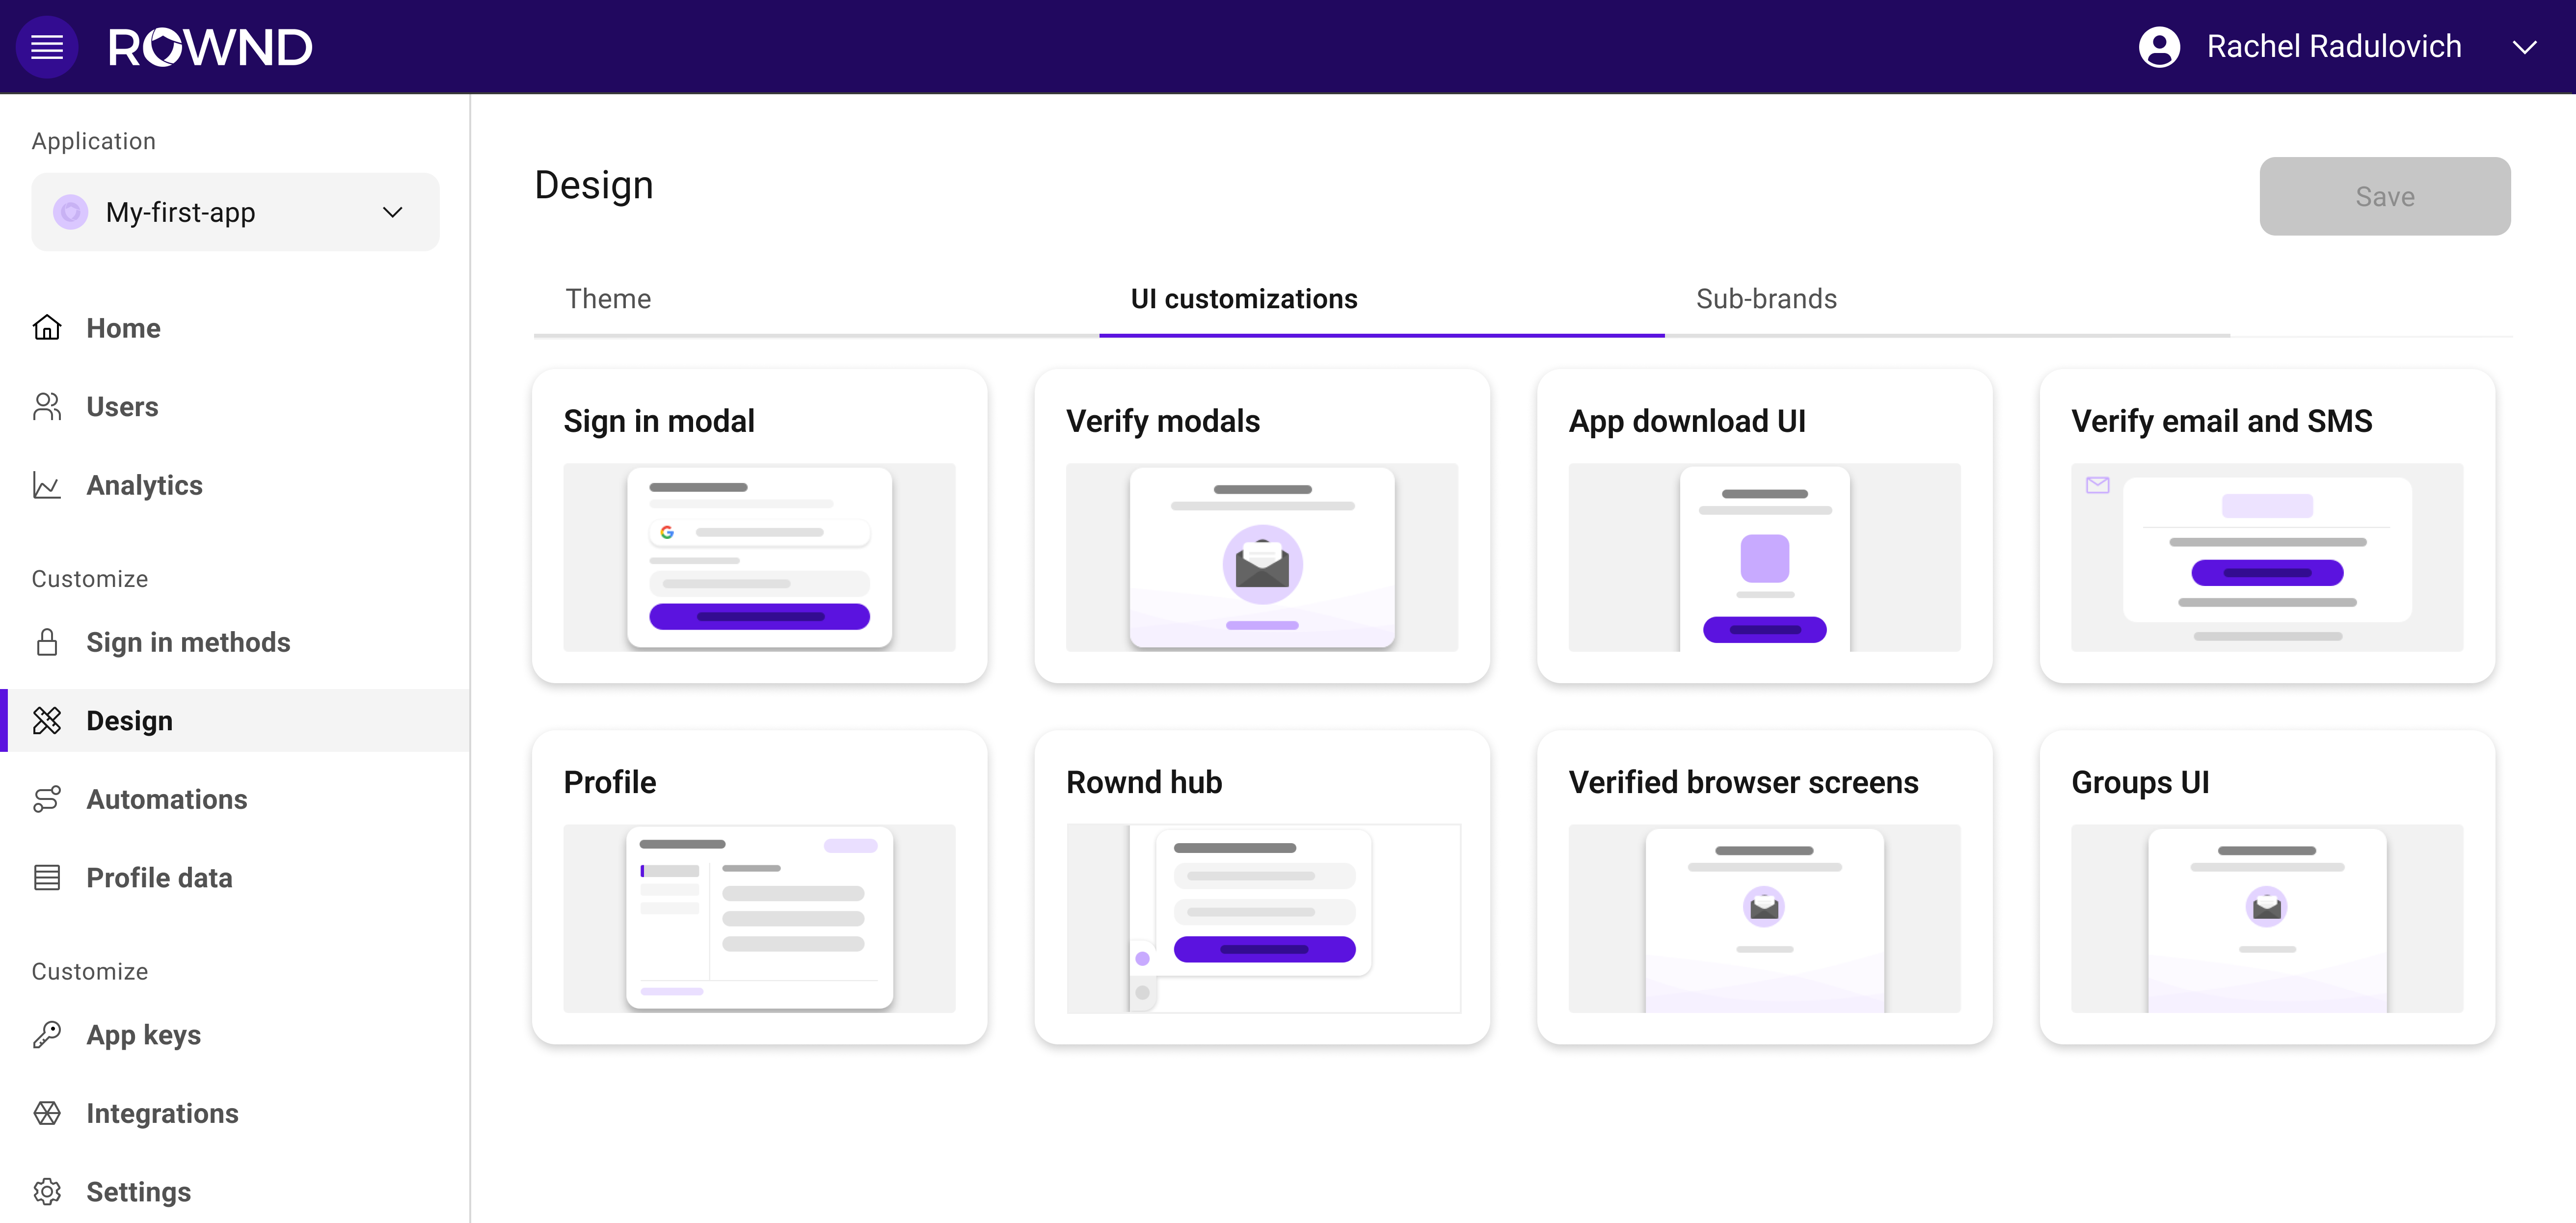 ROWND
Rachel Radulovich
Application
My-first-app
Home
Users
Analytics
Customize
Sign in methods
Design
Automations
Profile data
Customize
App keys
Integrations
Settings
Design
Save
Theme
UI customizations
Sub-brands
Sign in modal
Verify modals
App download UI
Verify email and SMS
Profile
Rownd hub
Verified browser screens
Groups UI